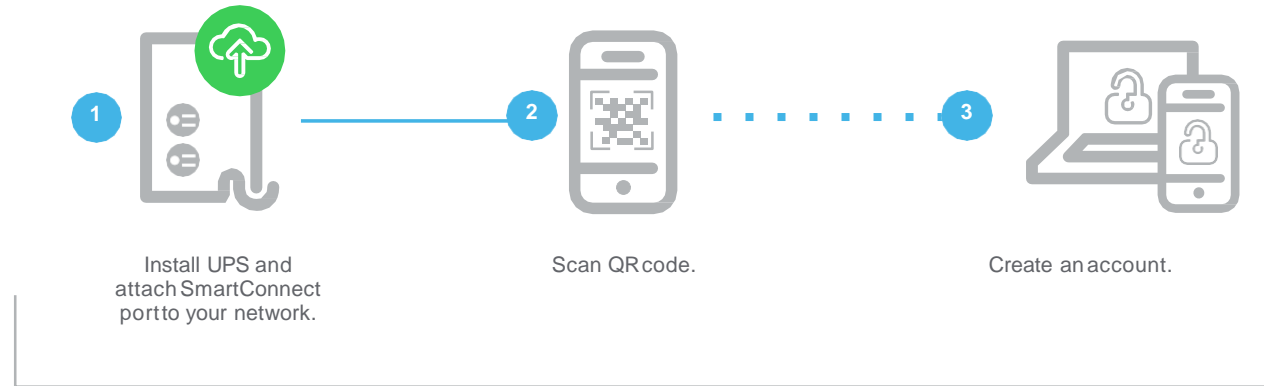 1
2
3
Install UPS and
attach SmartConnect
port to your network.
Scan QR code.
Create an account.